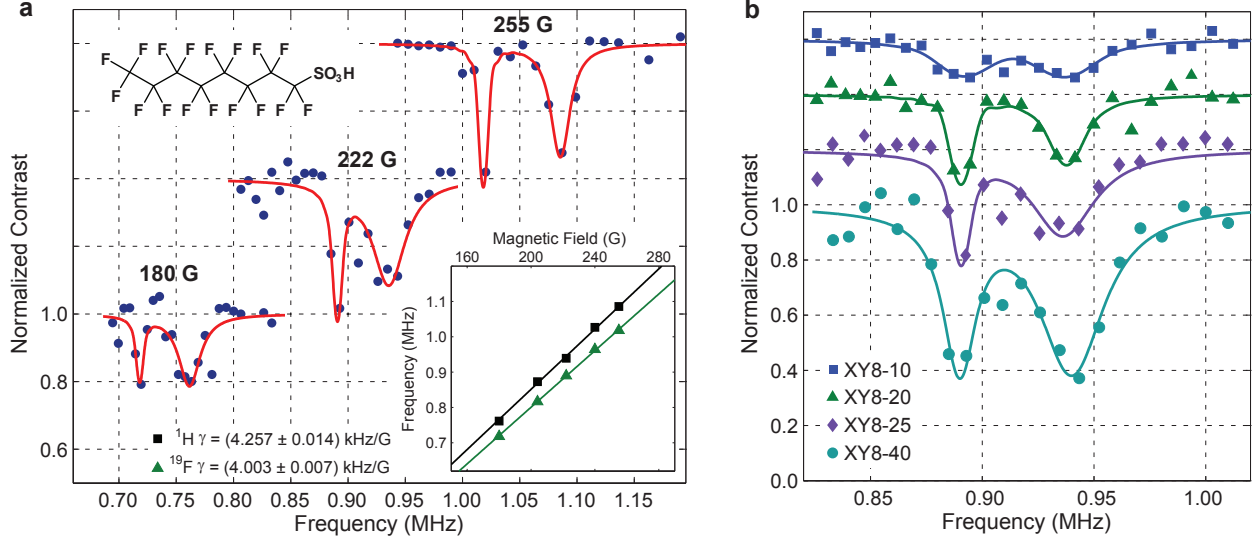 a
255 G
222 G
180 G
F F F F F F F F F
F F F F F F F F
SO₃H
Normalized Contrast
1.0
0.8
0.6
0.70 0.75 0.80 0.85 0.90 0.95 1.00 1.05 1.10 1.15
Frequency (MHz)
¹H γ = (4.257 ± 0.014) kHz/G
¹⁹F γ = (4.003 ± 0.007) kHz/G
Magnetic Field (G)
160 200 240 280
Frequency (MHz)
1.1
1.0
0.9
0.8
0.7
b
Normalized Contrast
1.0
0.8
0.6
0.4
0.2
0.0
XY8-10
XY8-20
XY8-25
XY8-40
0.85 0.90 0.95 1.00
Frequency (MHz)